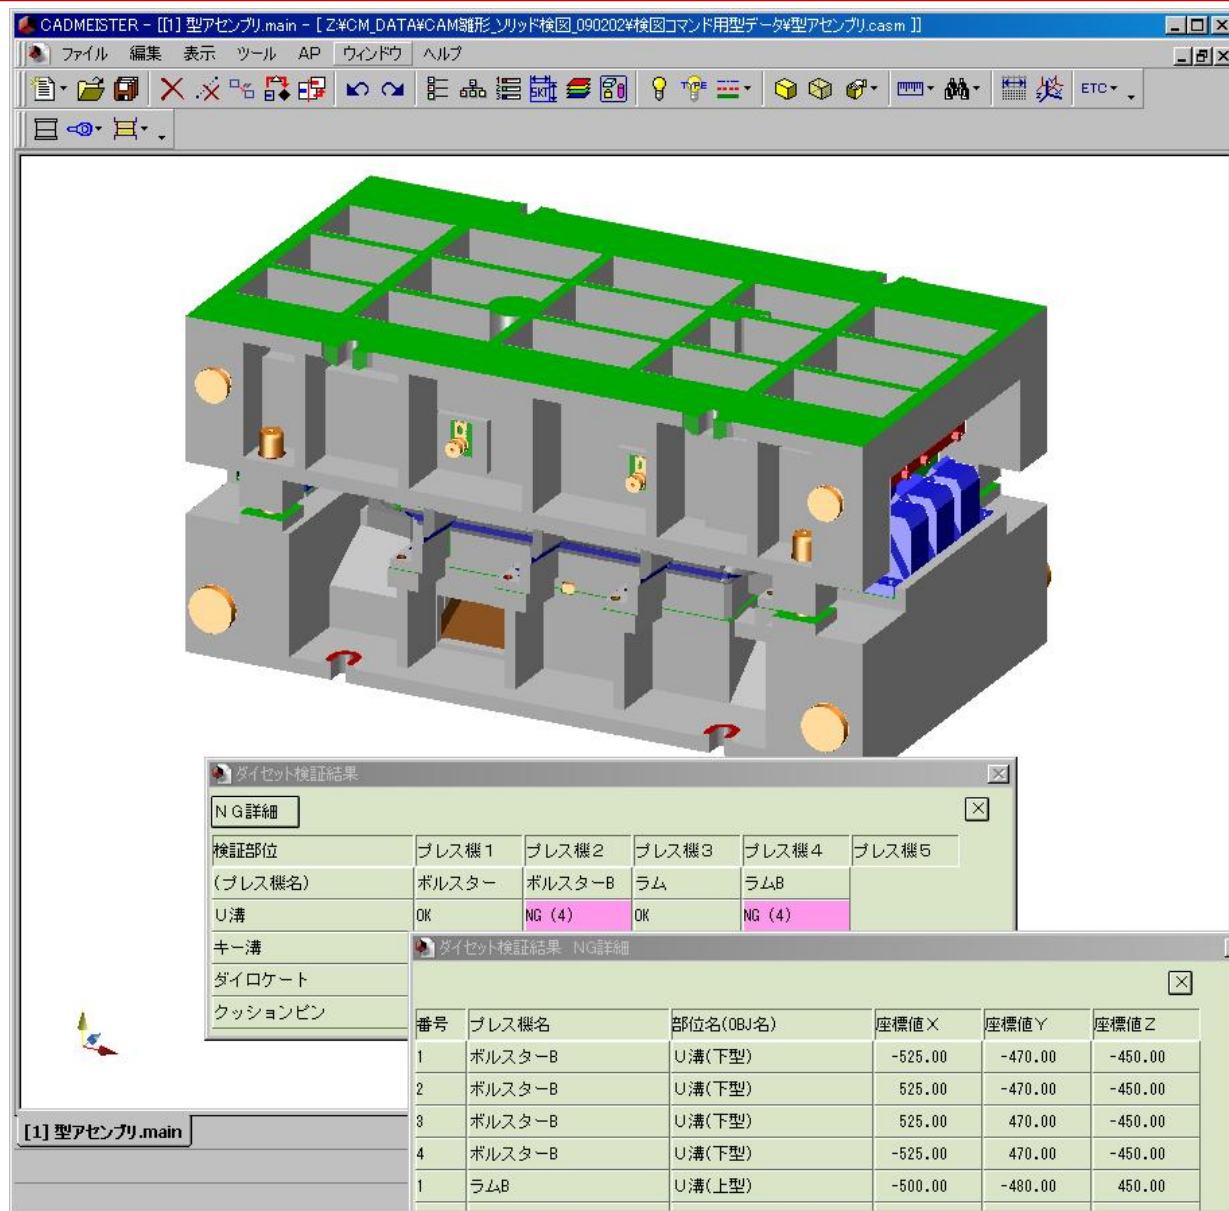 CADMEISTER - [[1] 型アセンブリ.main - [ Z:¥CM_DATA¥CAM雛形_ソリッド検図_090202¥検図コマンド用型データ¥型アセンブリ.casm ]]
ファイル 編集 表示 ツール AP ウィンドウ ヘルプ
SKT TYPE ETC
ダイセット検証結果
NG詳細
検証部位 プレス機1 プレス機2 プレス機3 プレス機4 プレス機5
(プレス機名) ボルスター ボルスターB ラム ラムB
U溝 OK NG (4) OK NG (4)
キー溝
ダイロケート
クッションピン
ダイセット検証結果 NG詳細
番号 プレス機名 部位名(OBJ名) 座標値X 座標値Y 座標値Z
1 ボルスターB U溝(下型) -525.00 -470.00 -450.00
2 ボルスターB U溝(下型) 525.00 -470.00 -450.00
3 ボルスターB U溝(下型) 525.00 470.00 -450.00
4 ボルスターB U溝(下型) -525.00 470.00 -450.00
1 ラムB U溝(上型) -500.00 -480.00 450.00
[1] 型アセンブリ.main